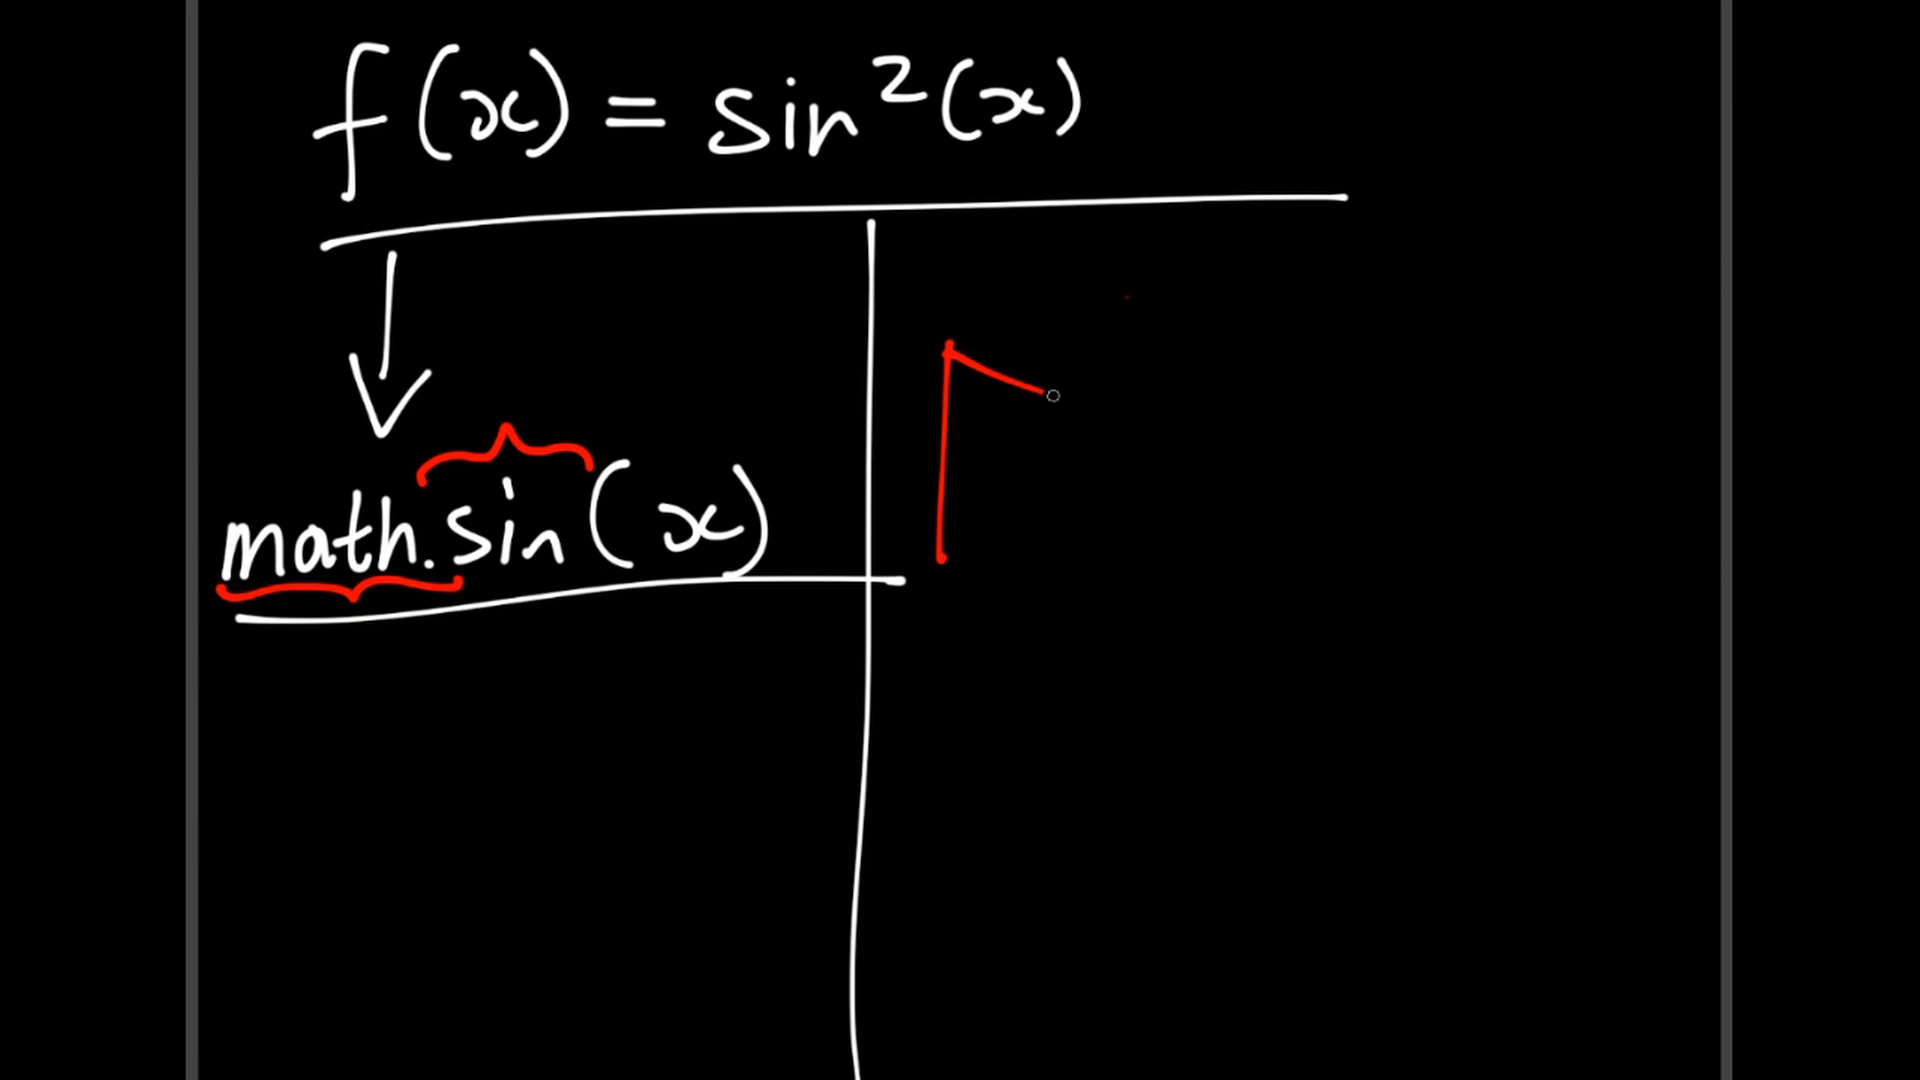 f(x) = sin²(x)
math.sin(x)